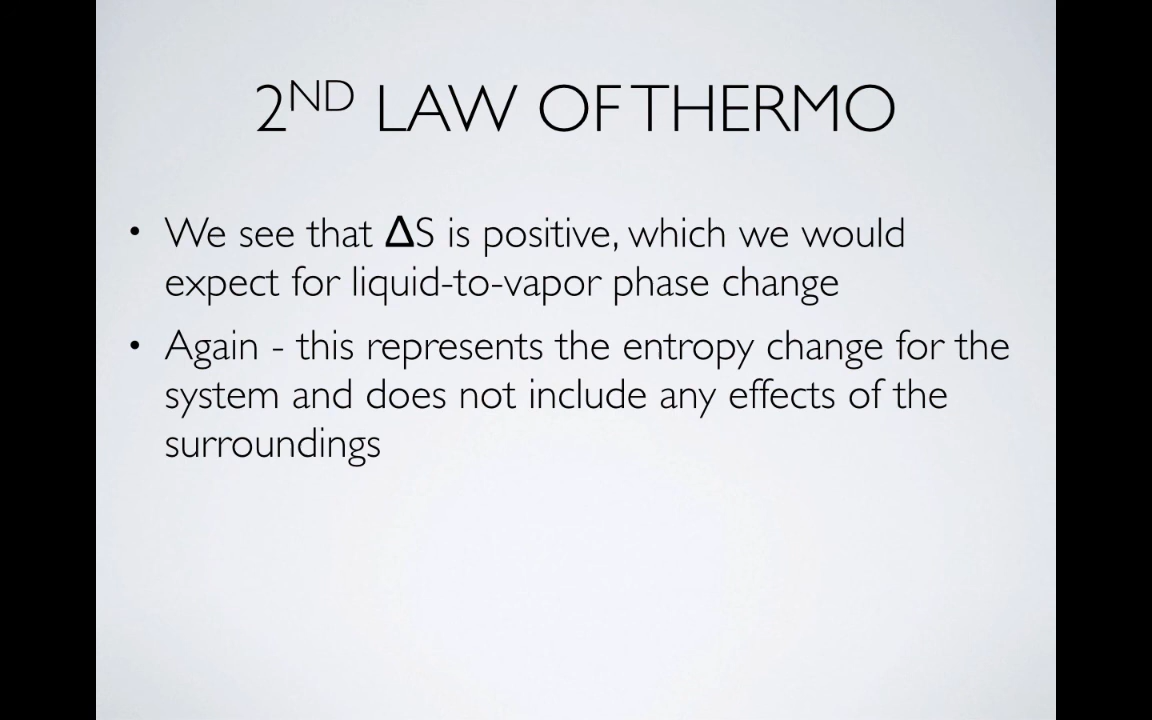 2ND LAW OF THERMO
• We see that ΔS is positive, which we would
expect for liquid-to-vapor phase change
• Again - this represents the entropy change for the
system and does not include any effects of the
surroundings